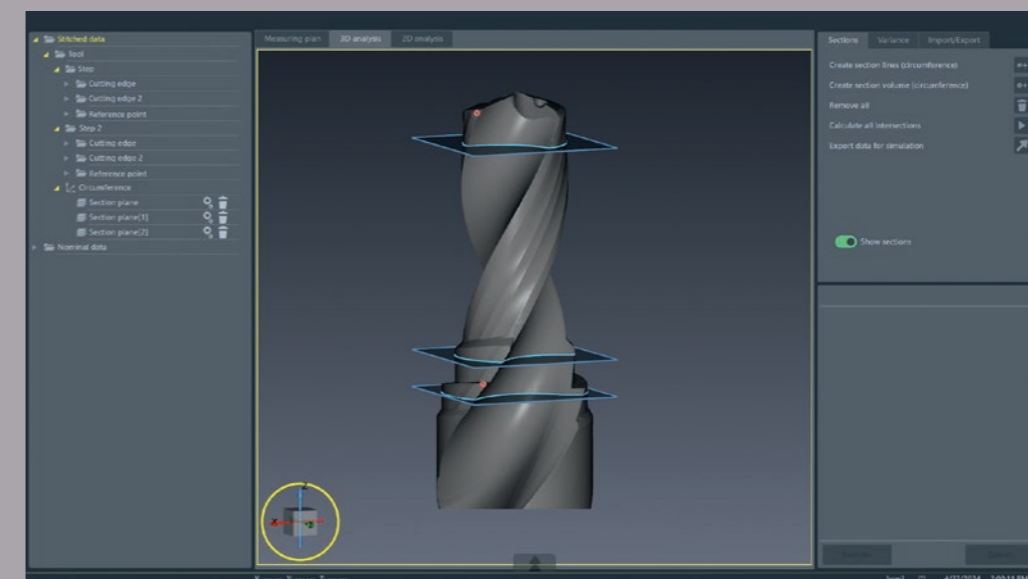 Stitched data
Tool
Step
Cutting edge
Cutting edge 2
Reference point
Step 2
Cutting edge
Cutting edge 2
Reference point
Circumference
Section plane
Section plane[1]
Section plane[2]
Nominal data
Measuring plan 3D analysis 2D analysis
Sections Variance Import/Export
Create section lines (circumference)
Create section volume (circumference)
Remove all
Calculate all intersections
Export data for simulation
Show sections
X
Z